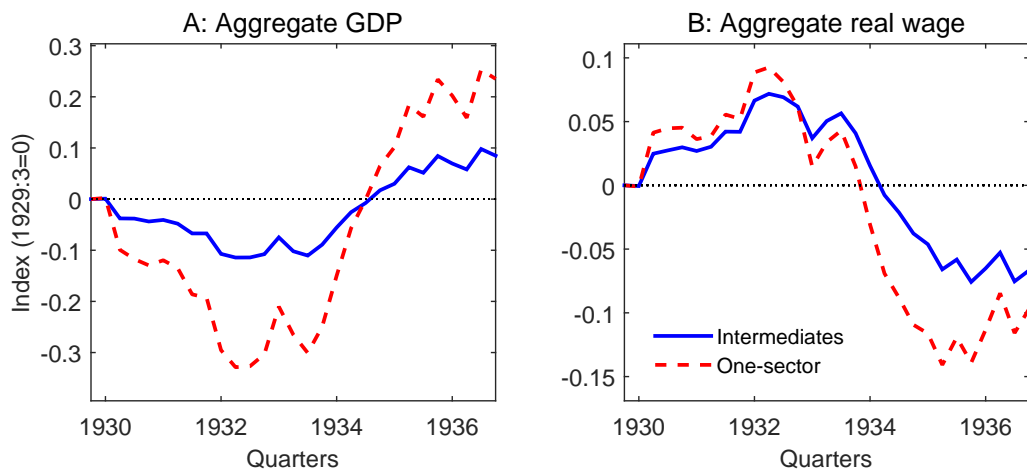 A: Aggregate GDP
Index (1929:3=0)
0.3
0.2
0.1
0
-0.1
-0.2
-0.3
1930 1932 1934 1936
Quarters
B: Aggregate real wage
0.1
0.05
0
-0.05
-0.1
-0.15
Intermediates
One-sector
1930 1932 1934 1936
Quarters